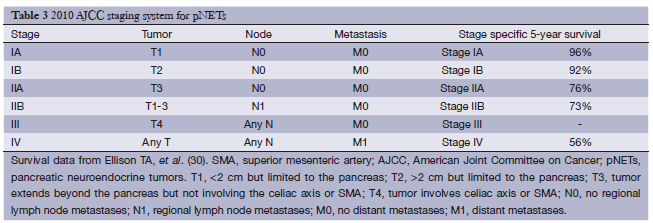 Table 3 2010 AJCC staging system for pNETs
Stage Tumor Node Metastasis Stage specific 5-year survival
IA T1 N0 M0 Stage IA 96%
IB T2 N0 M0 Stage IB 92%
IIA T3 N0 M0 Stage IIA 76%
IIB T1-3 N1 M0 Stage IIB 73%
III T4 Any N M0 Stage III -
IV Any T Any N M1 Stage IV 56%
Survival data from Ellison TA, et al. (30). SMA, superior mesenteric artery; AJCC, American Joint Committee on Cancer; pNETs,
pancreatic neuroendocrine tumors. T1, <2 cm but limited to the pancreas; T2, >2 cm but limited to the pancreas; T3, tumor
extends beyond the pancreas but not involving the celiac axis or SMA; T4, tumor involves celiac axis or SMA; N0, no regional
lymph node metastases; N1, regional lymph node metastases; M0, no distant metastases; M1, distant metastases.